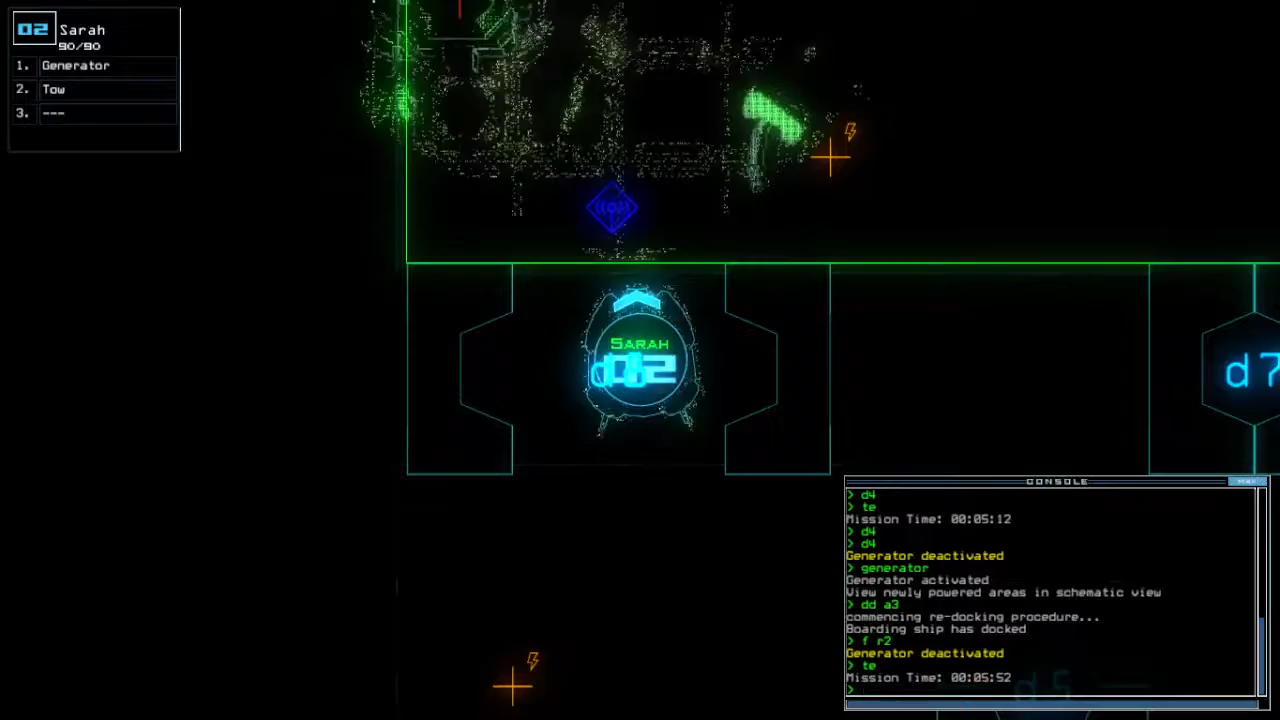 02 Sarah
90/90
1. Generator
2. Tow
3. ---
SARAH
02
d7
CONSOLE
> d4
> te
Mission Time: 00:05:12
> d4
> d4
Generator deactivated
> generator
Generator activated
View newly powered areas in schematic view
> dd a3
commencing re-docking procedure...
Boarding ship has docked
> f r2
Generator deactivated
> te
Mission Time: 00:05:52
>
d5